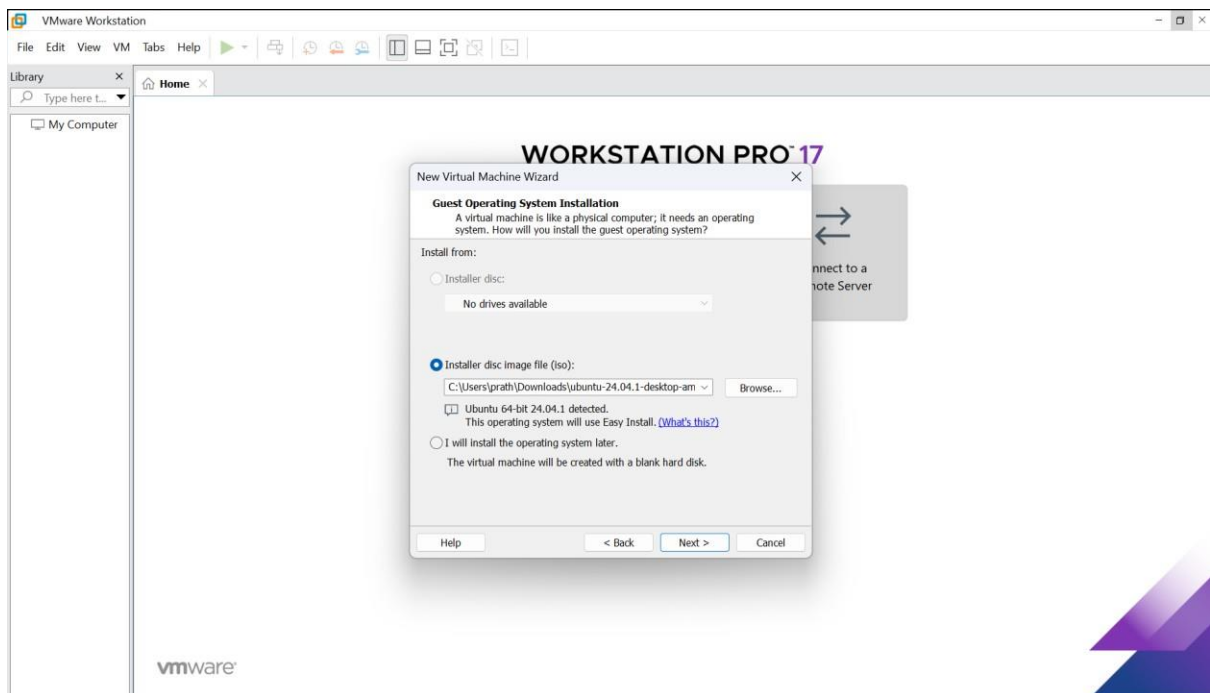 VMware Workstation
File Edit View VM Tabs Help
Library
Type here t...
My Computer
Home
WORKSTATION PRO™ 17
New Virtual Machine Wizard
Guest Operating System Installation
A virtual machine is like a physical computer; it needs an operating
system. How will you install the guest operating system?
Install from:
Installer disc:
No drives available
nnect to a
note Server
Installer disc image file (iso):
C:\Users\prath\Downloads\ubuntu-24.04.1-desktop-am
Browse...
Ubuntu 64-bit 24.04.1 detected.
This operating system will use Easy Install. (What's this?)
I will install the operating system later.
The virtual machine will be created with a blank hard disk.
Help
< Back
Next >
Cancel
vmware